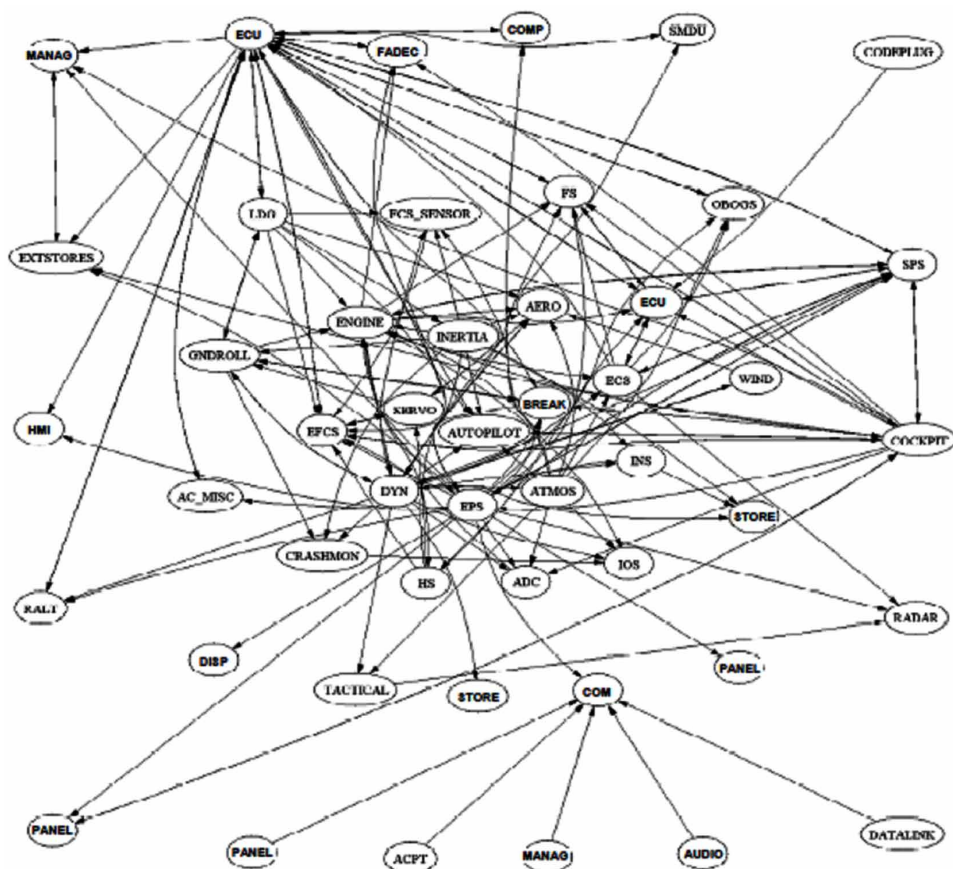 ECU
COMP
SMDU
MANAG
FADEC
CODEPLUG
FS
OBOGS
LDG
FCS_SENSOR
EXTSTORES
SPS
ECU
AERO
ENGINE
INERTIA
GNDROLL
ECS
WIND
BREAK
XSERVO
HMI
EFCS
AUTOPILOT
COCKPIT
INS
DYN
ATMOS
AC_MISC
EPS
STORE
CRASHMON
IOS
HS
ADC
RALT
RADAR
DISP
PANEL
TACTICAL
STORE
COM
PANEL
DATALINK
PANEL
ACPT
MANAG
AUDIO